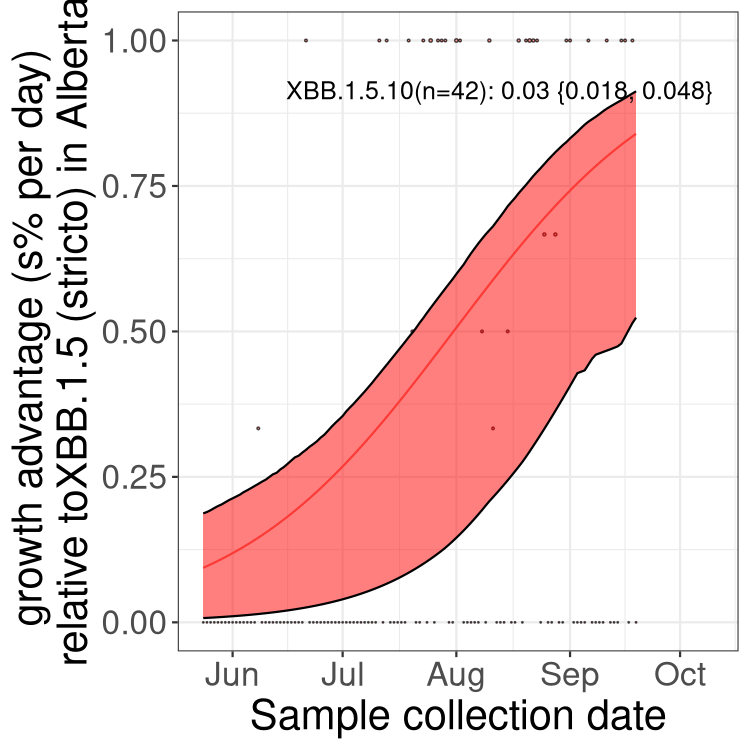 growth advantage (s% per day)
relative toXBB.1.5 (stricto) in Alberta
1.00
XBB.1.5.10(n=42): 0.03 {0.018, 0.048}
0.75
0.50
0.25
0.00
Jun Jul Aug Sep Oct
Sample collection date